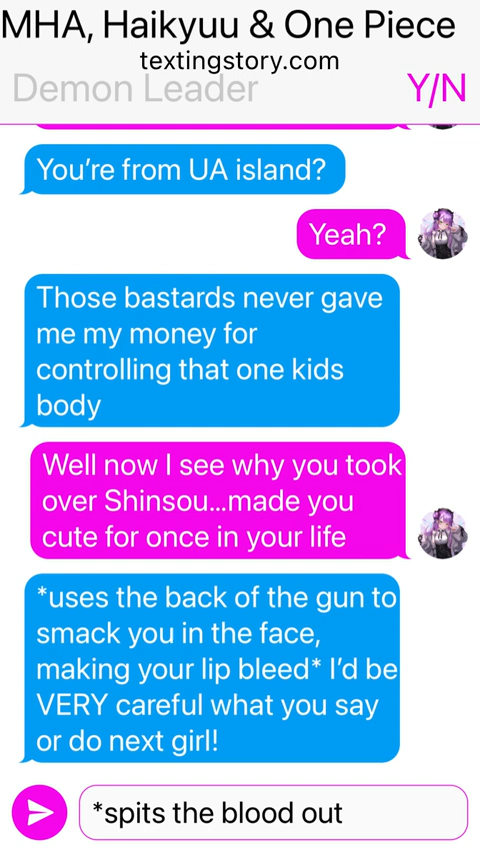 MHA, Haikyuu & One Piece
textingstory.com
Demon Leader
Y/N
You’re from UA island?
Yeah?
Those bastards never gave
me my money for
controlling that one kids
body
Well now I see why you took
over Shinsou...made you
cute for once in your life
*uses the back of the gun to
smack you in the face,
making your lip bleed* I’d be
VERY careful what you say
or do next girl!
*spits the blood out